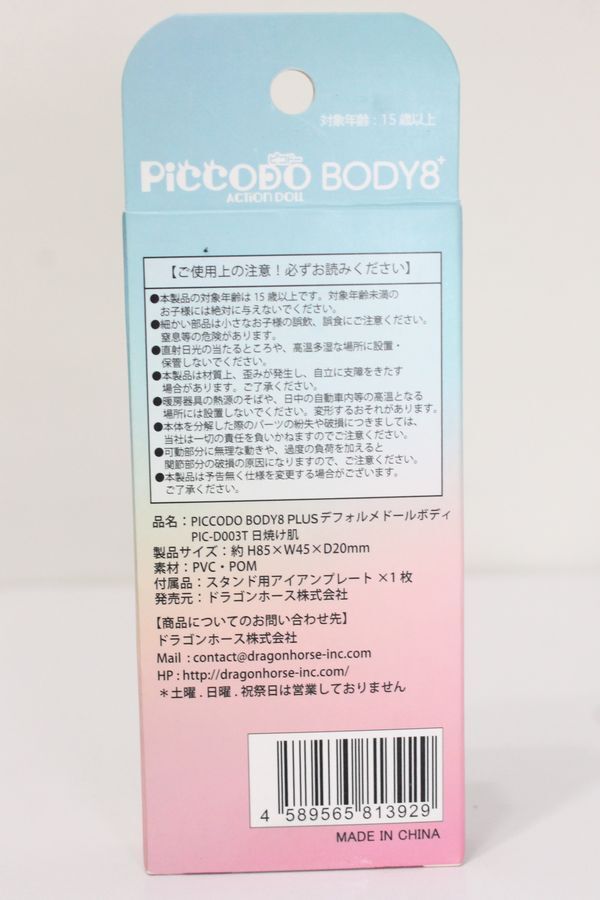 対象年齢：15歳以上
ピコドー
PiCCODO BODY8+
ACTION DOLL
【ご使用上の注意！必ずお読みください】
●本製品の対象年齢は15歳以上です。対象年齢未満の
お子様には絶対に与えないでください。
●細かい部品は小さなお子様の誤飲、誤食にご注意ください。
窒息等の危険があります。
●直射日光の当たるところや、高温多湿な場所に設置・
保管しないでください。
●本製品は材質上、歪みが発生し、自立に支障をきたす
場合があります。ご了承ください。
●暖房器具の熱源のそばや、日中の自動車内等の高温となる
場所には設置しないでください。変形するおそれがあります。
●本体を分解した際のパーツの紛失や破損につきましては、
当社は一切の責任を負いかねますのでご注意ください。
●可動部分に無理な動きや、過度の負荷を加えると
関節部分の破損の原因になりますので、ご注意ください。
●本製品は予告無く仕様を変更する場合がございます。
ご了承ください。
品名：PICCODO BODY8 PLUSデフォルメドールボディ
PIC-D003T 日焼け肌
製品サイズ：約 H85×W45×D20mm
素材：PVC・POM
付属品：スタンド用アイアンプレート ×1枚
発売元：ドラゴンホース株式会社
【商品についてのお問い合わせ先】
ドラゴンホース株式会社
Mail : contact@dragonhorse-inc.com
HP : http://dragonhorse-inc.com/
＊土曜．日曜．祝祭日は営業しておりません
4 589565 813929
MADE IN CHINA